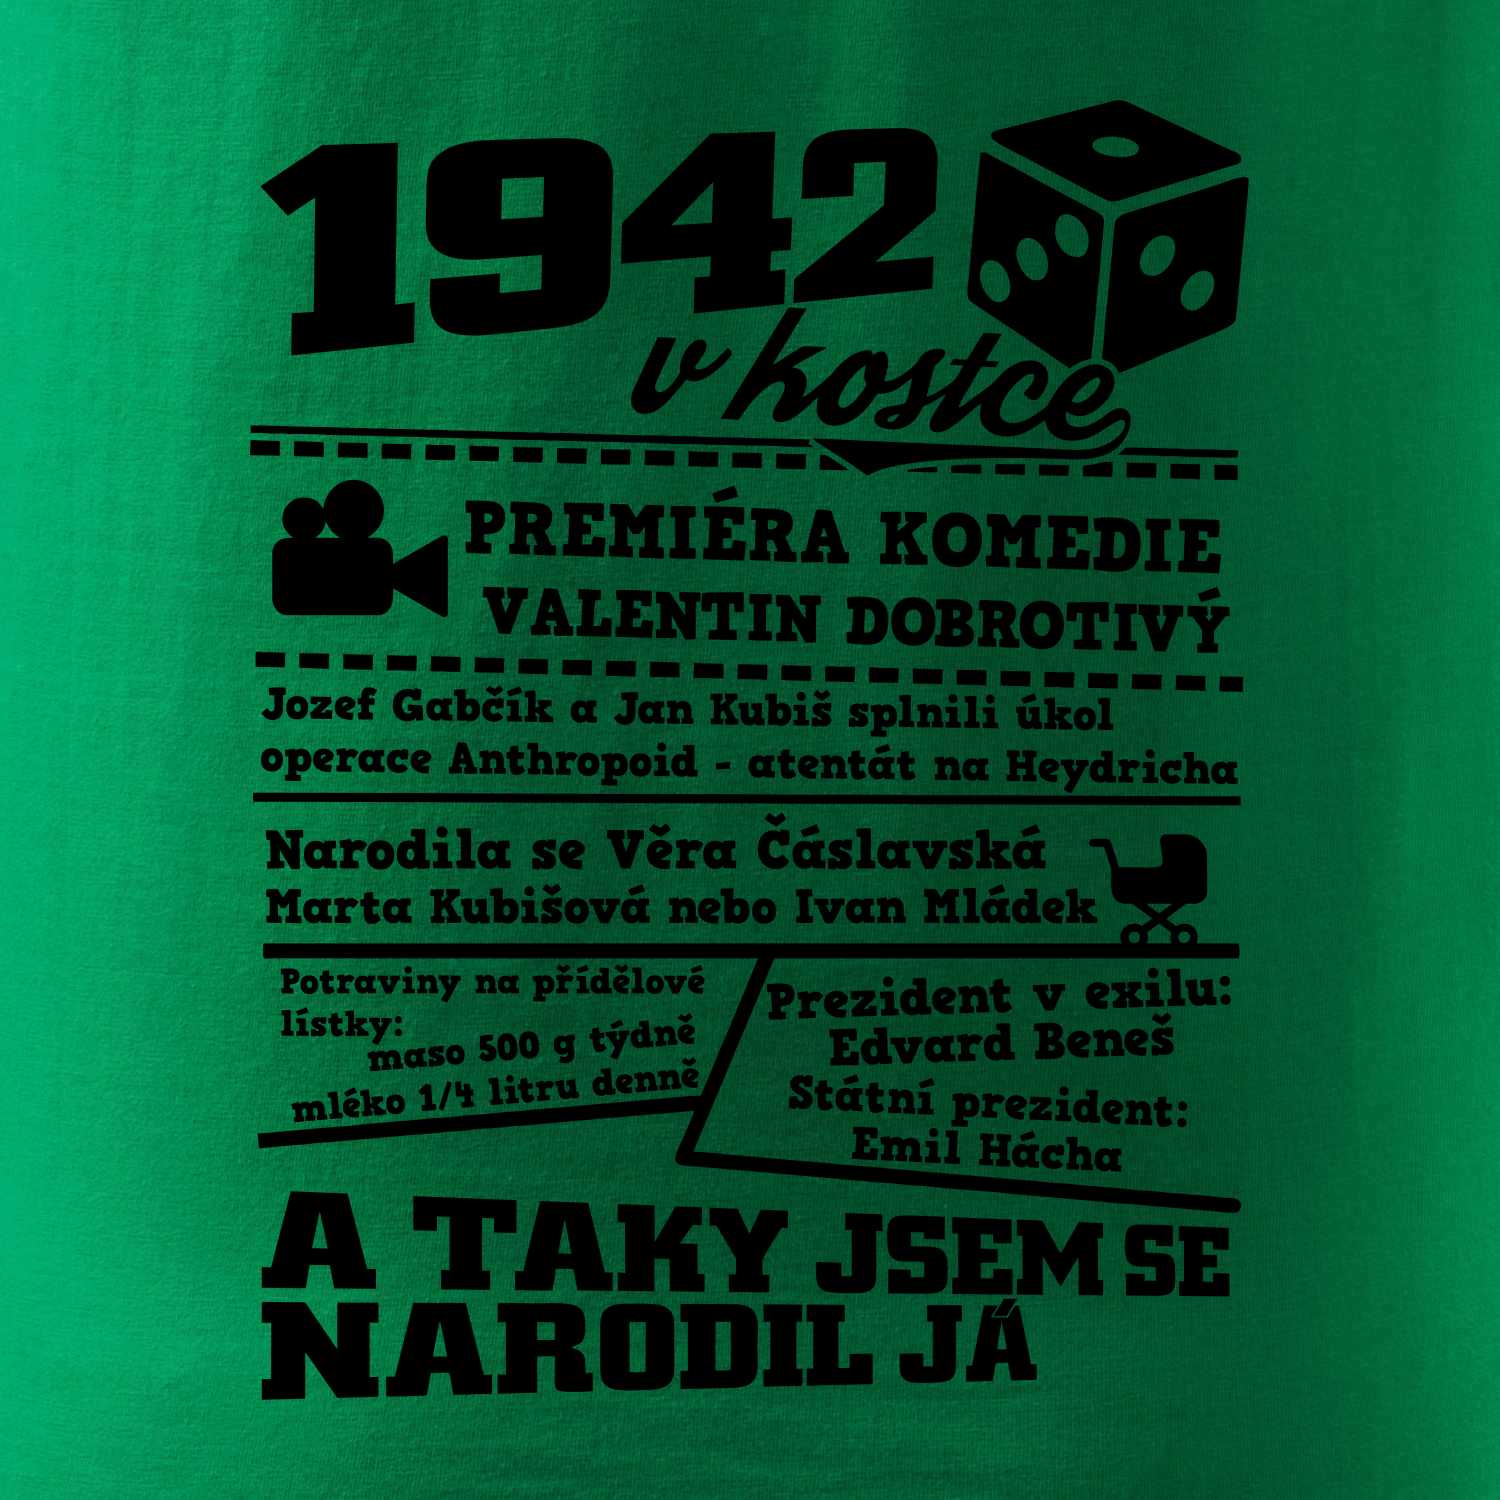 1942
v kostce
PREMIÉRA KOMEDIE
VALENTIN DOBROTIVÝ
Jozef Gabčík a Jan Kubiš splnili úkol
operace Anthropoid - atentát na Heydricha
Narodila se Věra Čáslavská
Marta Kubišová nebo Ivan Mládek
Potraviny na přídělové
lístky:
maso 500 g týdně
mléko 1/4 litru denně
Prezident v exilu:
Edvard Beneš
Státní prezident:
Emil Hácha
A TAKY JSEM SE
NARODIL JÁ